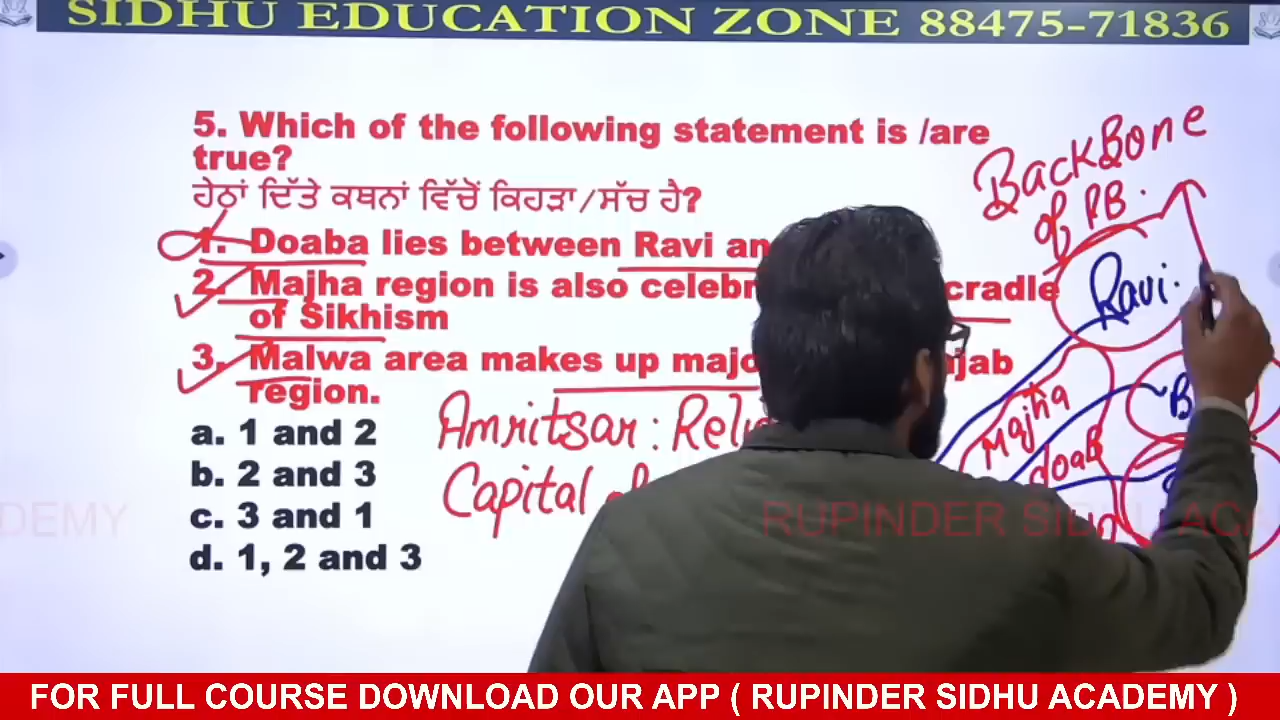 SIDHU EDUCATION ZONE 88475-71836
5. Which of the following statement is /are
true?
ਹੇਠਾਂ ਦਿੱਤੇ ਕਥਨਾਂ ਵਿੱਚੋਂ ਕਿਹੜਾ/ਸੱਚ ਹੈ?
1. Doaba lies between Ravi an
2. Majha region is also celebr cradle
of Sikhism
3. Malwa area makes up majo jab
region.
a. 1 and 2
b. 2 and 3
c. 3 and 1
d. 1, 2 and 3
BackBone
of PB.
Ravi.
Majha
doaB
Amritsar : Reli
Capital
DEMY
RUPINDER SIDHU ACA
FOR FULL COURSE DOWNLOAD OUR APP ( RUPINDER SIDHU ACADEMY )